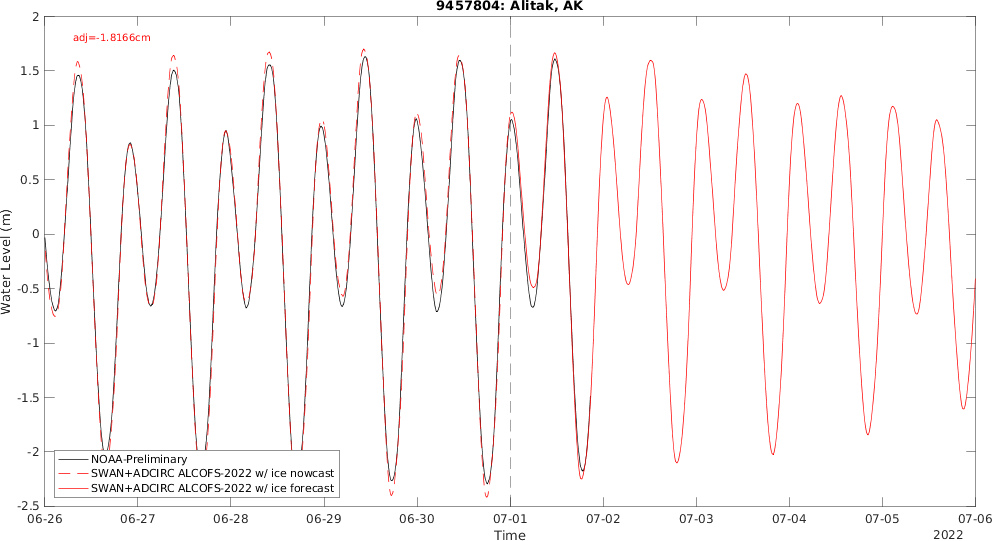 9457804: Alitak, AK
adj=-1.8166cm
2
1.5
1
0.5
0
-0.5
-1
-1.5
-2
-2.5
Water Level (m)
NOAA-Preliminary
SWAN+ADCIRC ALCOFS-2022 w/ ice nowcast
SWAN+ADCIRC ALCOFS-2022 w/ ice forecast
06-26 06-27 06-28 06-29 06-30 07-01 07-02 07-03 07-04 07-05 07-06
Time
2022